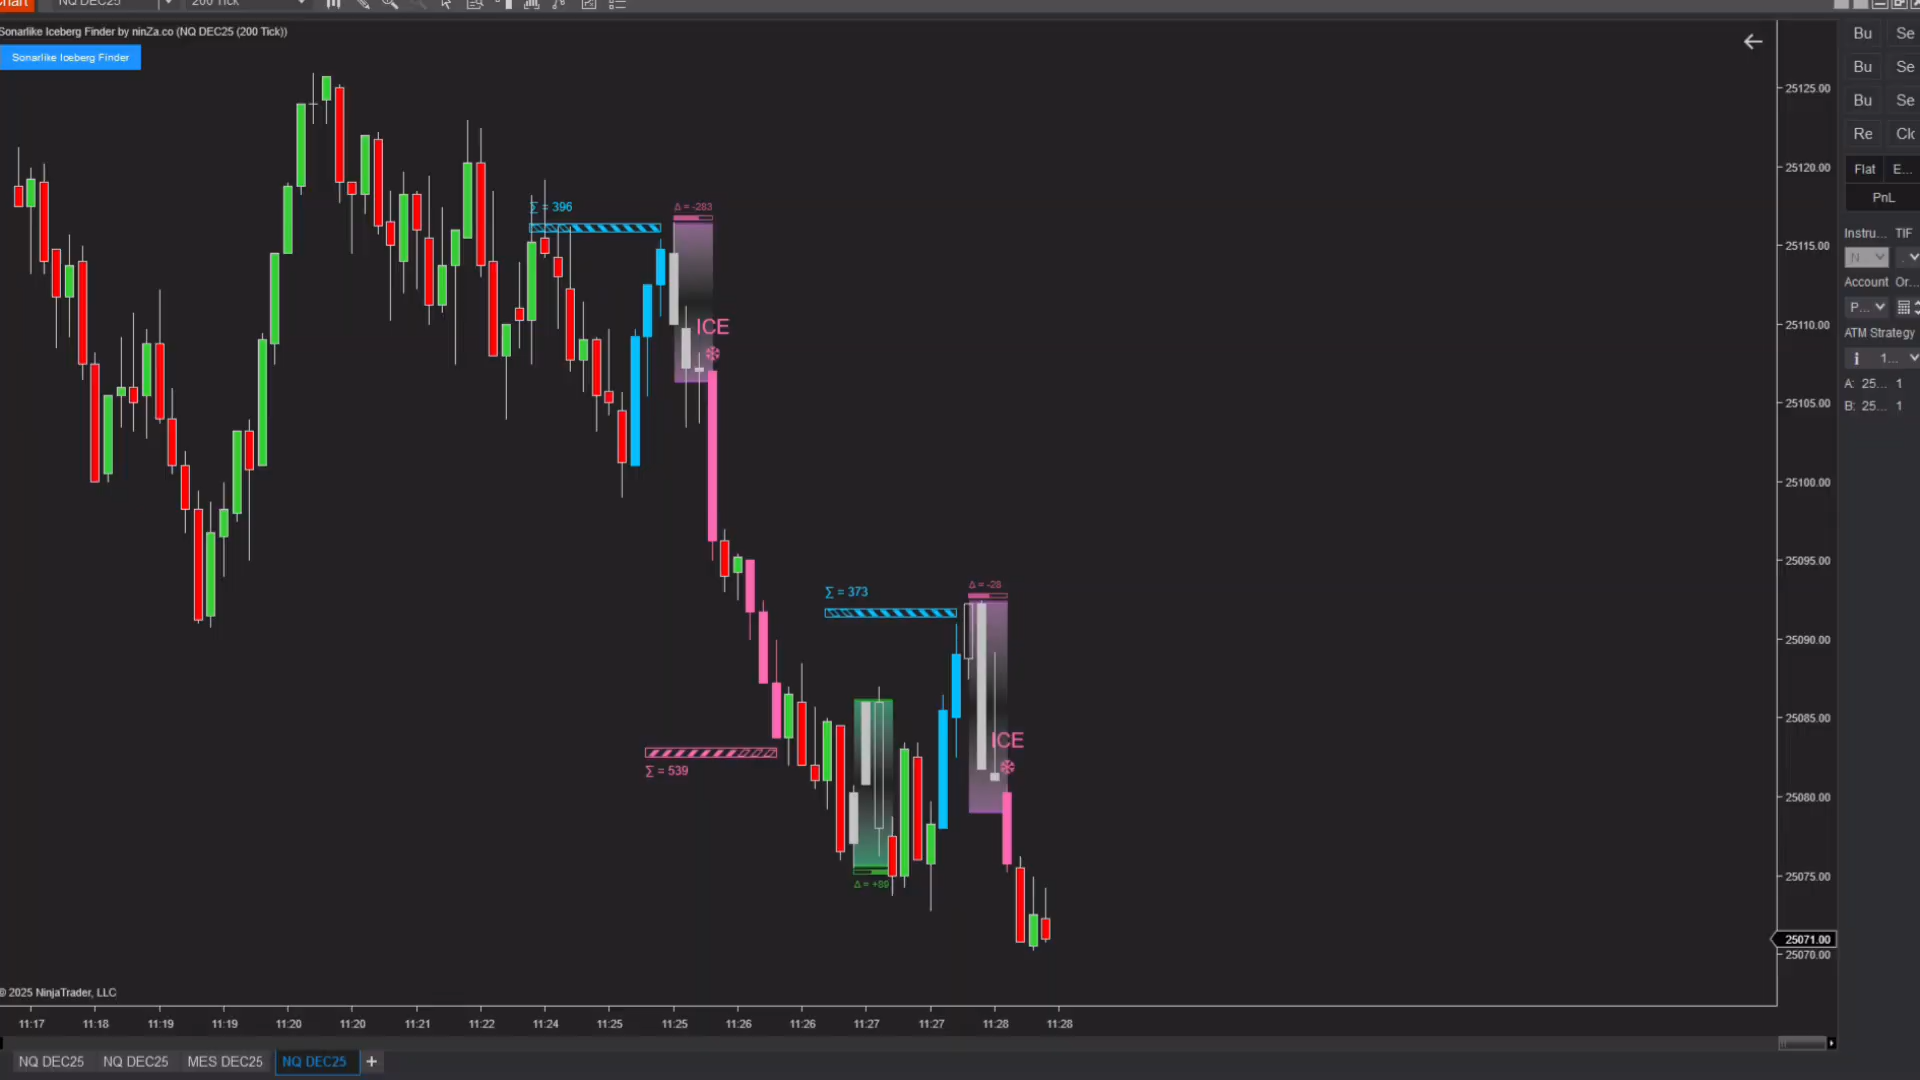 Chart NQ DEC25 200 Tick
Sonarlike Iceberg Finder by ninZa.co (NQ DEC25 (200 Tick))
Sonarlike Iceberg Finder
∑ = 396
Δ = -283
ICE
∑ = 373
Δ = -28
ICE
∑ = 539
Δ = +89
25125.00
25120.00
25115.00
25110.00
25105.00
25100.00
25095.00
25090.00
25085.00
25080.00
25075.00
25071.00
25070.00
© 2025 NinjaTrader, LLC
11:17 11:18 11:19 11:19 11:20 11:20 11:21 11:22 11:24 11:25 11:25 11:26 11:26 11:27 11:27 11:28 11:28
NQ DEC25 NQ DEC25 MES DEC25 NQ DEC25 +
Bu Se
Bu Se
Bu Se
Re Clo
Flat E...
PnL
Instru... TIF
N
Account Or...
P...
ATM Strategy
1...
A: 25... 1
B: 25... 1